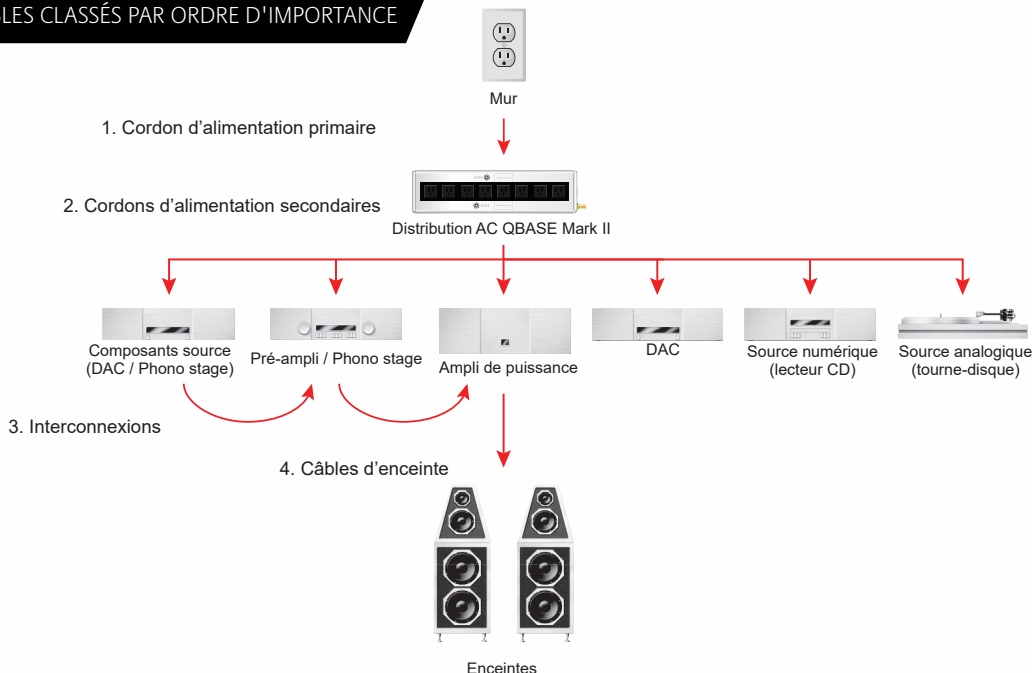 BLES CLASSÉS PAR ORDRE D'IMPORTANCE
Mur
1. Cordon d’alimentation primaire
2. Cordons d’alimentation secondaires
Distribution AC QBASE Mark II
Composants source
(DAC / Phono stage)
Pré-ampli / Phono stage
Ampli de puissance
DAC
Source numérique
(lecteur CD)
Source analogique
(tourne-disque)
3. Interconnexions
4. Câbles d’enceinte
Enceintes